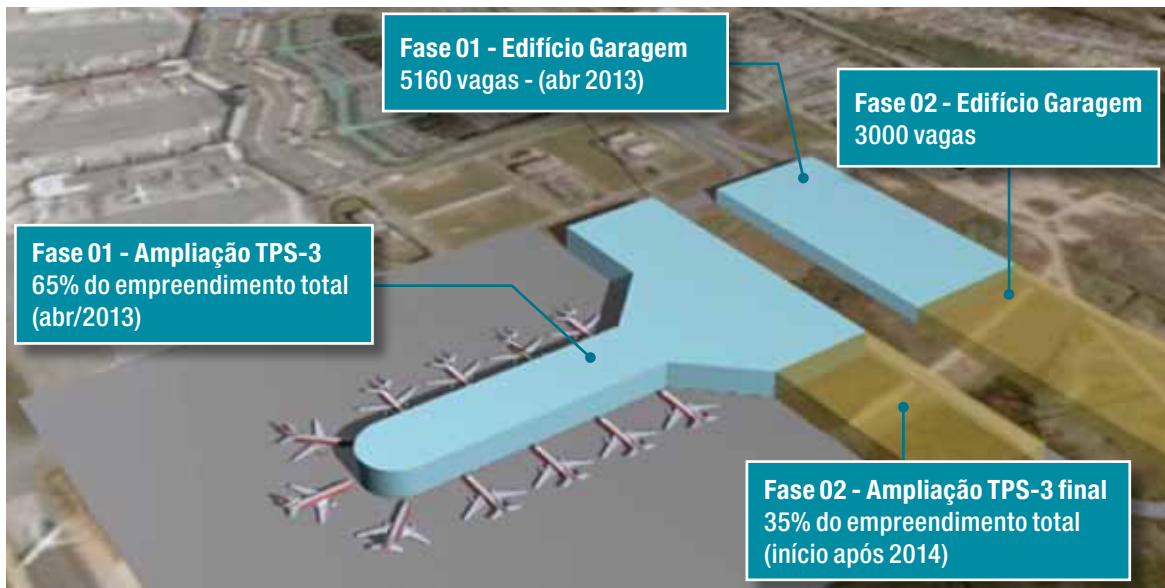 Fase 01 - Edifício Garagem
5160 vagas - (abr 2013)
Fase 02 - Edifício Garagem
3000 vagas
Fase 01 - Ampliação TPS-3
65% do empreendimento total
(abr/2013)
Fase 02 - Ampliação TPS-3 final
35% do empreendimento total
(início após 2014)